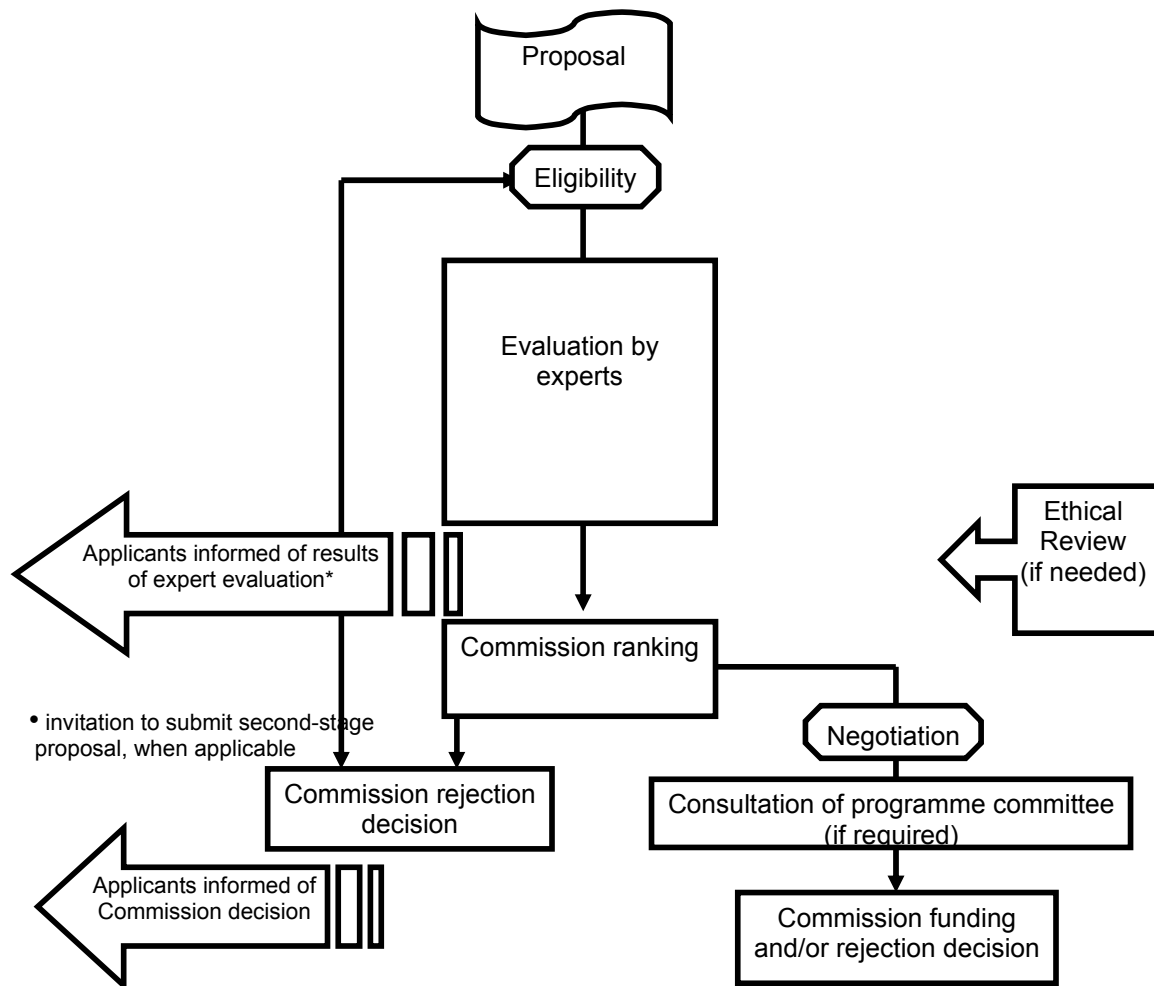 Proposal
Eligibility
Evaluation by
experts
Ethical
Review
(if needed)
Applicants informed of results
of expert evaluation*
Commission ranking
• invitation to submit second-stage
proposal, when applicable
Negotiation
Commission rejection
decision
Consultation of programme committee
(if required)
Applicants informed of
Commission decision
Commission funding
and/or rejection decision